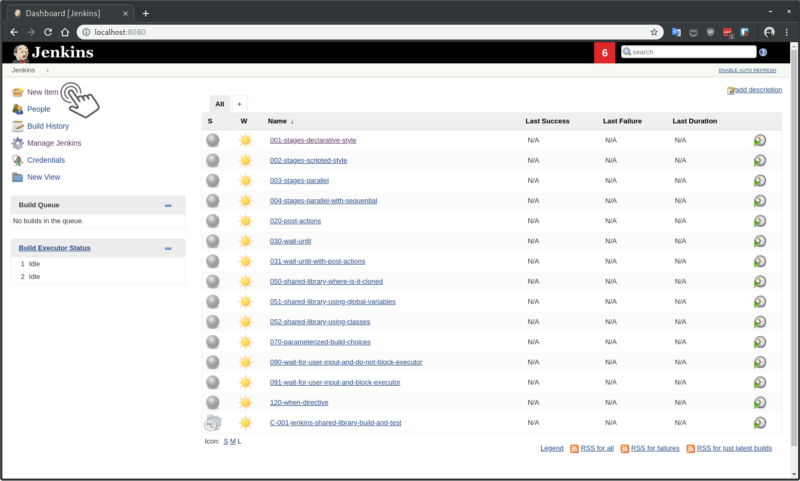 Dashboard [Jenkins]
localhost:8080
Jenkins
6
search
Jenkins
ENABLE AUTO REFRESH
New Item
People
Build History
Manage Jenkins
Credentials
New View
Build Queue
No builds in the queue.
Build Executor Status
1 Idle
2 Idle
add description
All +
S W Name ↓ Last Success Last Failure Last Duration
001-stages-declarative-style N/A N/A N/A
002-stages-scripted-style N/A N/A N/A
003-stages-parallel N/A N/A N/A
004-stages-parallel-with-sequential N/A N/A N/A
020-post-actions N/A N/A N/A
030-wait-until N/A N/A N/A
031-wait-until-with-post-actions N/A N/A N/A
050-shared-library-where-is-it-cloned N/A N/A N/A
051-shared-library-using-global-variables N/A N/A N/A
052-shared-library-using-classes N/A N/A N/A
070-parameterized-build-choices N/A N/A N/A
090-wait-for-user-input-and-do-not-block-executor N/A N/A N/A
091-wait-for-user-input-and-block-executor N/A N/A N/A
120-when-directive N/A N/A N/A
C-001-jenkins-shared-library-build-and-test N/A N/A N/A
Icon: S M L
Legend RSS for all RSS for failures RSS for just latest builds